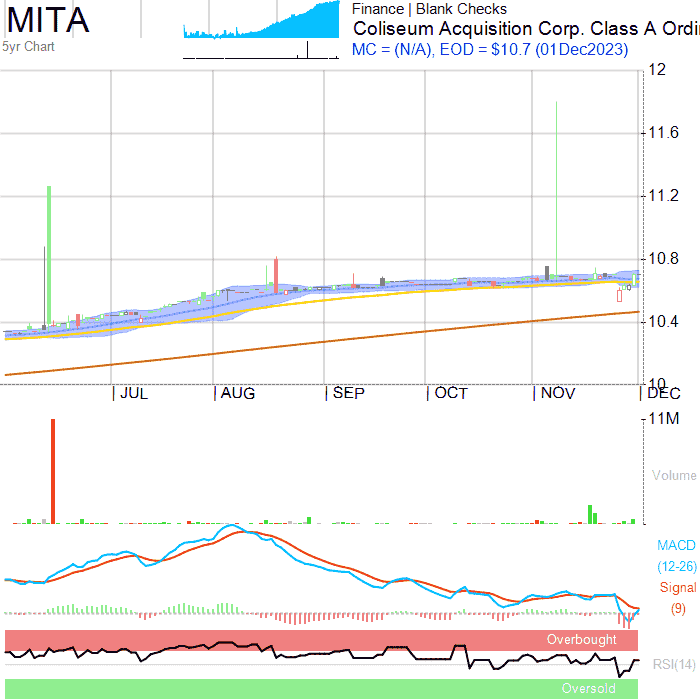 MITA
5yr Chart
Finance | Blank Checks
Coliseum Acquisition Corp. Class A Ordi
MC = (N/A), EOD = $10.7 (01Dec2023)
12
11.6
11.2
10.8
10.4
10
JUL
AUG
SEP
OCT
NOV
DEC
11M
Volume
MACD
(12-26)
Signal
(9)
Overbought
RSI(14)
Oversold